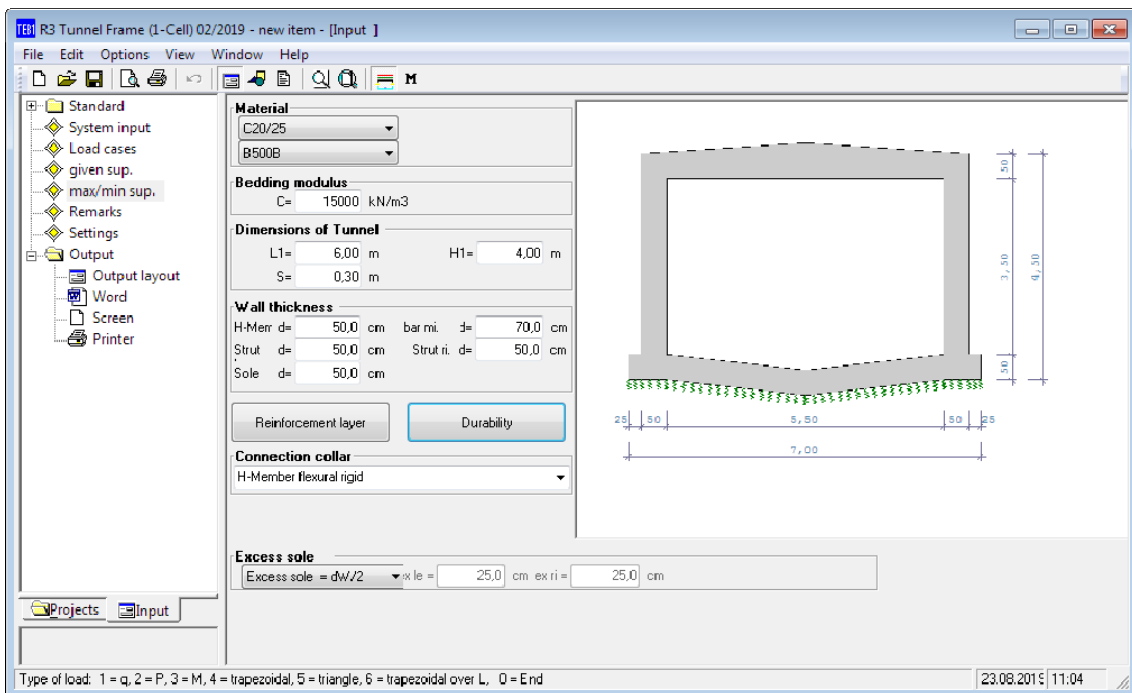 TEB1 R3 Tunnel Frame (1-Cell) 02/2019 - new item - [Input ]
File Edit Options View Window Help
M
Standard
System input
Load cases
given sup.
max/min sup.
Remarks
Settings
Output
Output layout
Word
Screen
Printer
Projects Input
Material
C20/25
B500B
Bedding modulus
C= 15000 kN/m3
Dimensions of Tunnel
L1= 6,00 m H1= 4,00 m
S= 0,30 m
Wall thickness
H-Merr d= 50,0 cm bar mi. d= 70,0 cm
Strut d= 50,0 cm Strut ri. d= 50,0 cm
Sole d= 50,0 cm
Reinforcement layer Durability
Connection collar
H-Member flexural rigid
Excess sole
Excess sole = dW/2 x le = 25,0 cm ex ri = 25,0 cm
50
3,50
4,50
50
25 50 5,50 50 25
7,00
Type of load: 1 = q, 2 = P, 3 = M, 4 = trapezoidal, 5 = triangle, 6 = trapezoidal over L, 0 = End
23.08.2019 11:04